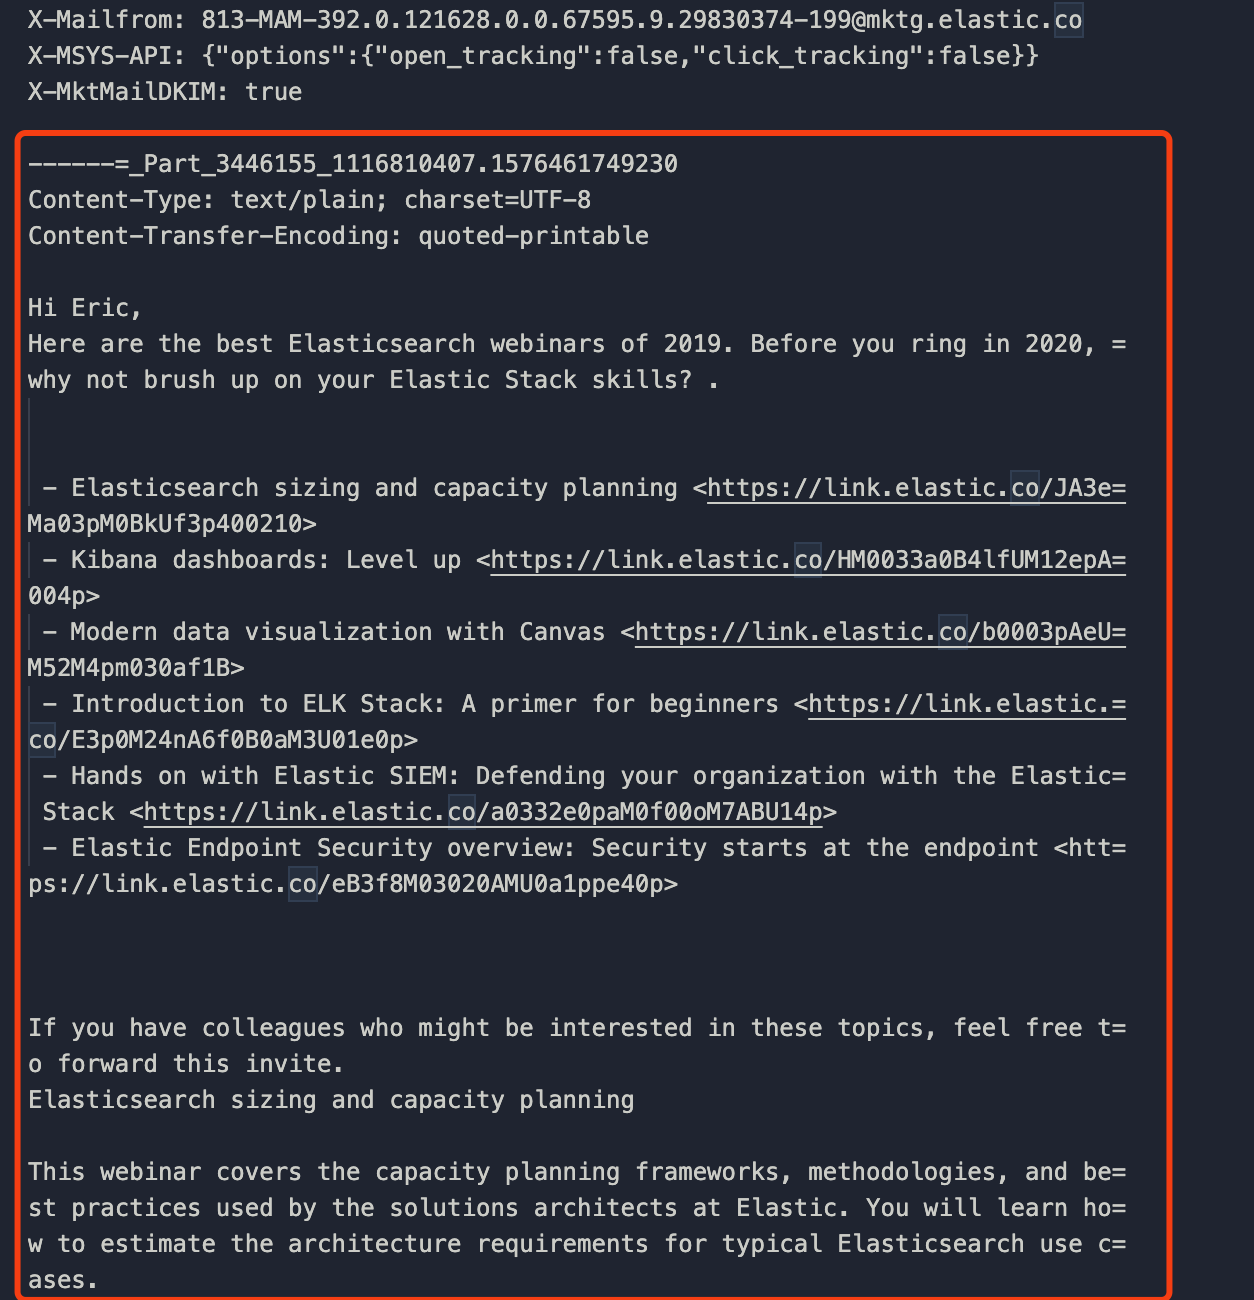 X-Mailfrom: 813-MAM-392.0.121628.0.0.67595.9.29830374-199@mktg.elastic.co
X-MSYS-API: {"options":{"open_tracking":false,"click_tracking":false}}
X-MktMailDKIM: true
------=_Part_3446155_1116810407.1576461749230
Content-Type: text/plain; charset=UTF-8
Content-Transfer-Encoding: quoted-printable
Hi Eric,
Here are the best Elasticsearch webinars of 2019. Before you ring in 2020, =
why not brush up on your Elastic Stack skills? .
- Elasticsearch sizing and capacity planning <https://link.elastic.co/JA3e=
Ma03pM0BkUf3p400210>
- Kibana dashboards: Level up <https://link.elastic.co/HM0033a0B4lfUM12epA=
004p>
- Modern data visualization with Canvas <https://link.elastic.co/b0003pAeU=
M52M4pm030af1B>
- Introduction to ELK Stack: A primer for beginners <https://link.elastic.=
co/E3p0M24nA6f0B0aM3U01e0p>
- Hands on with Elastic SIEM: Defending your organization with the Elastic=
Stack <https://link.elastic.co/a0332e0paM0f00oM7ABU14p>
- Elastic Endpoint Security overview: Security starts at the endpoint <htt=
ps://link.elastic.co/eB3f8M03020AMU0a1ppe40p>
If you have colleagues who might be interested in these topics, feel free t=
o forward this invite.
Elasticsearch sizing and capacity planning
This webinar covers the capacity planning frameworks, methodologies, and be=
st practices used by the solutions architects at Elastic. You will learn ho=
w to estimate the architecture requirements for typical Elasticsearch use c=
ases.